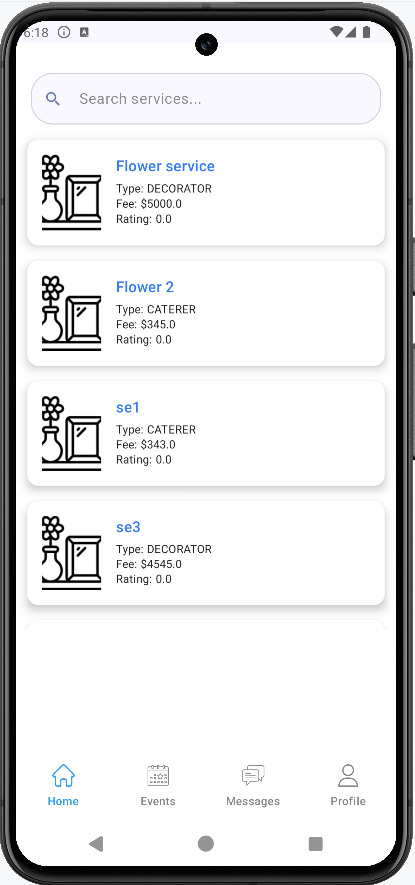 6:18
Search services...
Flower service
Type: DECORATOR
Fee: $5000.0
Rating: 0.0
Flower 2
Type: CATERER
Fee: $345.0
Rating: 0.0
se1
Type: CATERER
Fee: $343.0
Rating: 0.0
se3
Type: DECORATOR
Fee: $4545.0
Rating: 0.0
Home Events Messages Profile